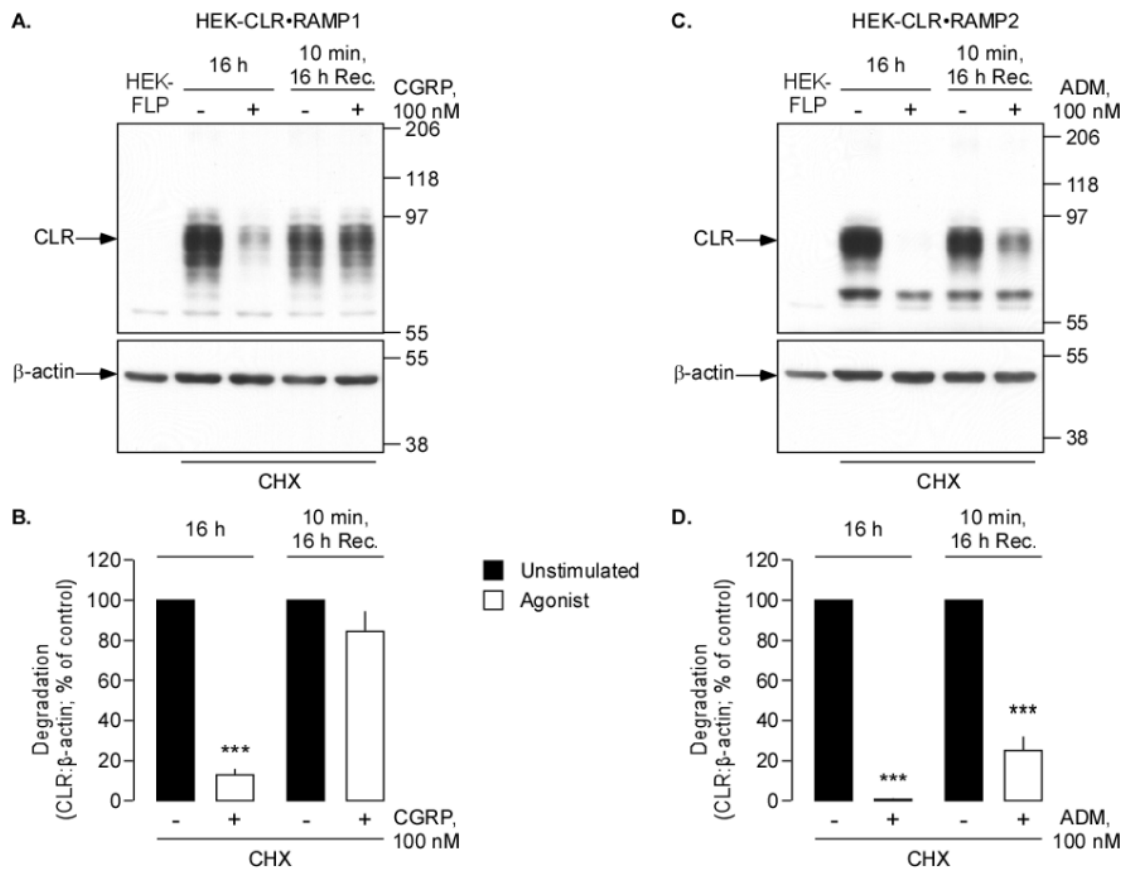 A.
HEK-CLR•RAMP1
HEK-
FLP
16 h
10 min,
16 h Rec.
CGRP,
100 nM
- + - +
206
118
97
CLR
55
β-actin
55
38
CHX
B.
16 h
10 min,
16 h Rec.
Degradation
(CLR:β-actin; % of control)
120
100
80
60
40
20
0
***
- + - +
CGRP,
100 nM
CHX
Unstimulated
Agonist
C.
HEK-CLR•RAMP2
HEK-
FLP
16 h
10 min,
16 h Rec.
ADM,
100 nM
- + - +
206
118
97
CLR
55
β-actin
55
38
CHX
D.
16 h
10 min,
16 h Rec.
Degradation
(CLR:β-actin; % of control)
120
100
80
60
40
20
0
***
***
- + - +
ADM,
100 nM
CHX